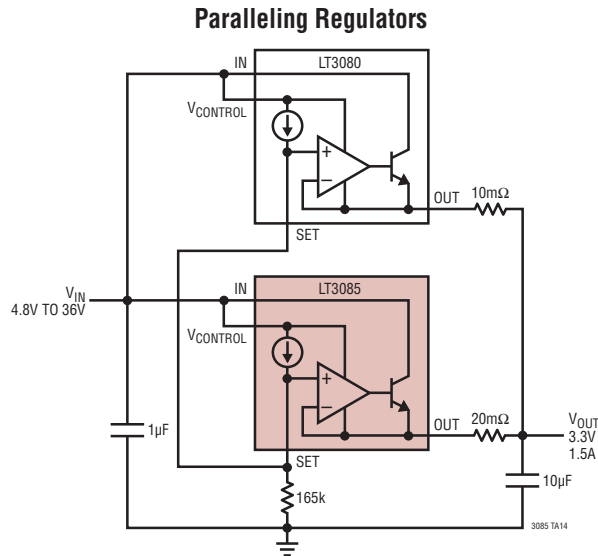 Paralleling Regulators
IN
LT3080
VCONTROL
+
–
OUT
10mΩ
SET
VIN
4.8V TO 36V
IN
LT3085
VCONTROL
+
–
OUT
20mΩ
VOUT
3.3V
1.5A
1µF
SET
165k
10µF
3085 TA14